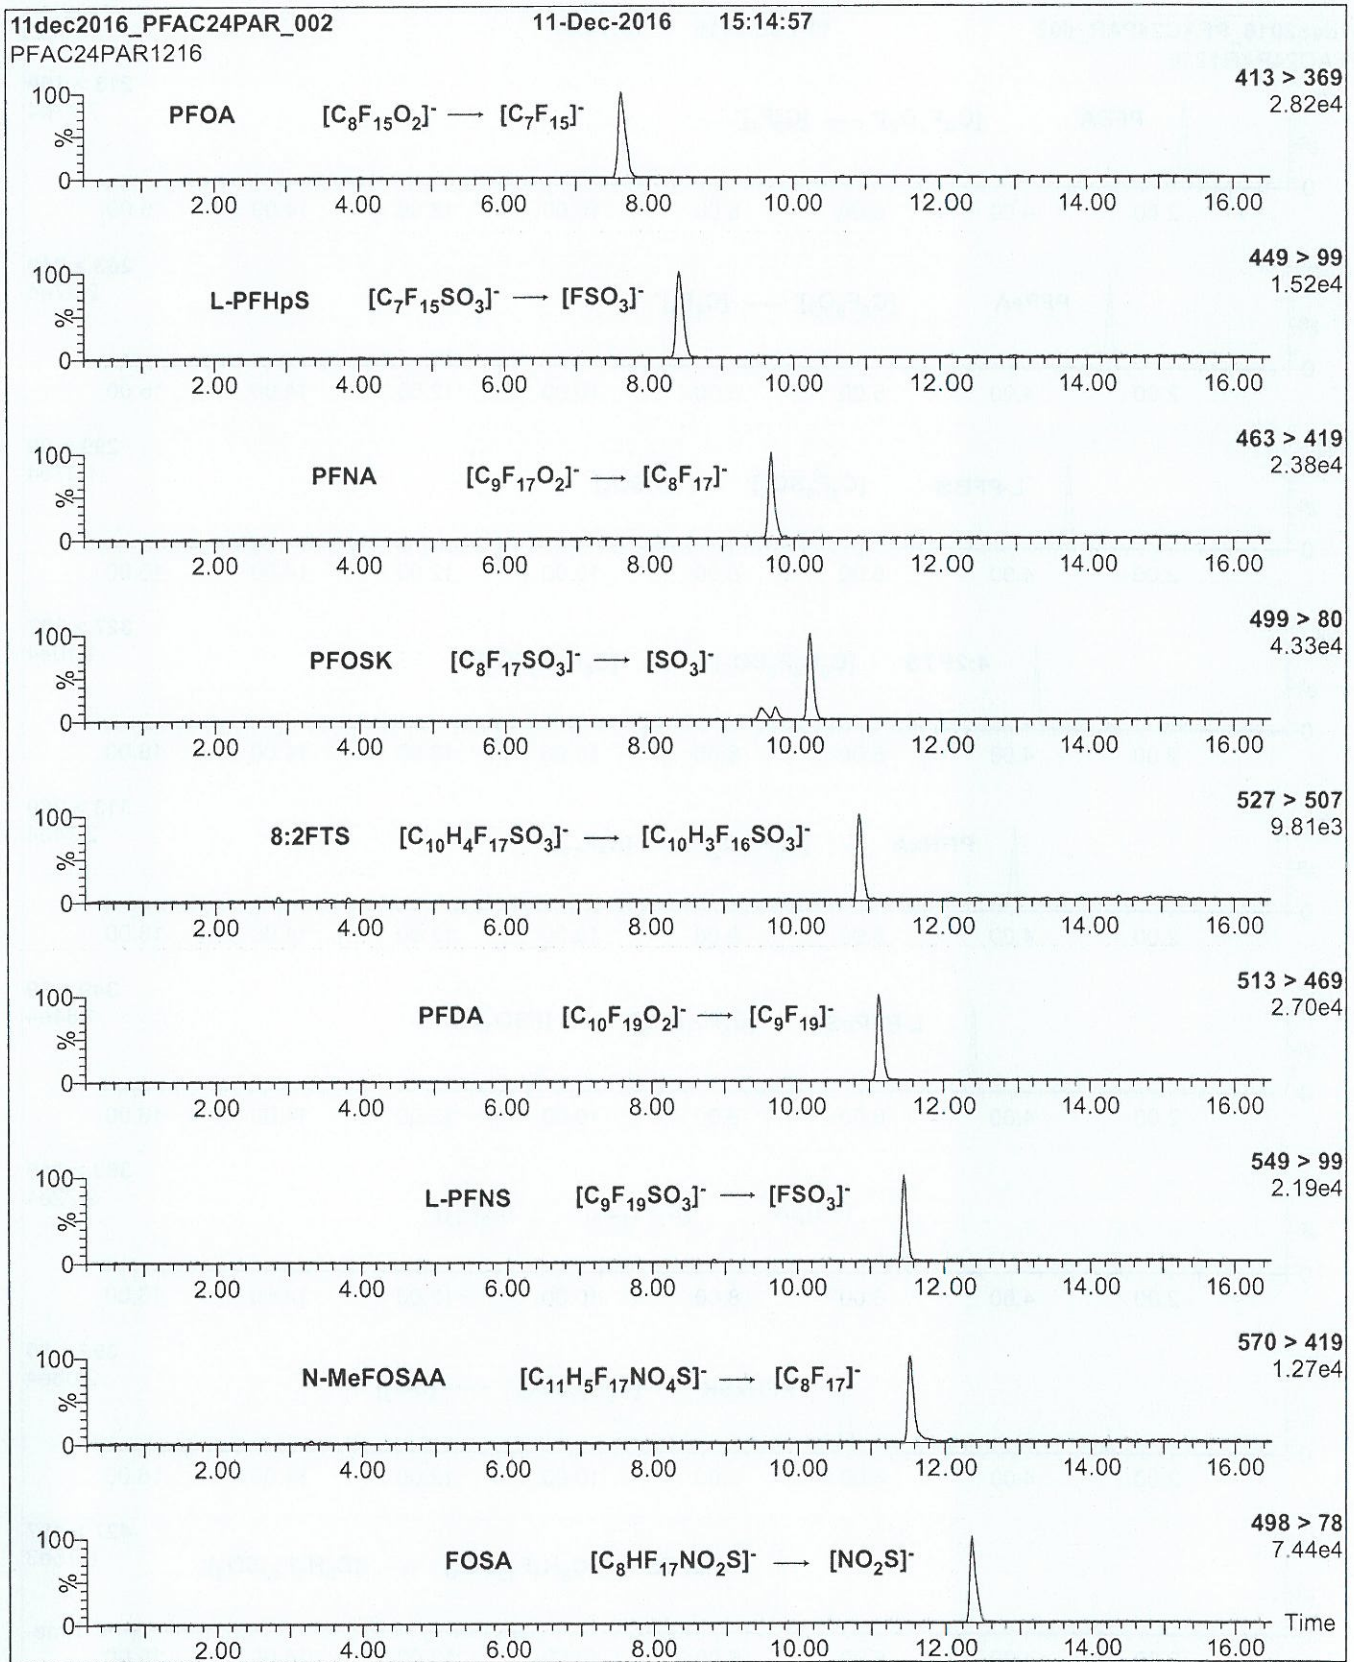 11dec2016_PFAC24PAR_002 11-Dec-2016 15:14:57
PFAC24PAR1216
413 > 369
2.82e4
PFOA [C8F15O2]- → [C7F15]-
100
%
0
2.00 4.00 6.00 8.00 10.00 12.00 14.00 16.00
449 > 99
1.52e4
L-PFHpS [C7F15SO3]- → [FSO3]-
100
%
0
2.00 4.00 6.00 8.00 10.00 12.00 14.00 16.00
463 > 419
2.38e4
PFNA [C9F17O2]- → [C8F17]-
100
%
0
2.00 4.00 6.00 8.00 10.00 12.00 14.00 16.00
499 > 80
4.33e4
PFOSK [C8F17SO3]- → [SO3]-
100
%
0
2.00 4.00 6.00 8.00 10.00 12.00 14.00 16.00
527 > 507
9.81e3
8:2FTS [C10H4F17SO3]- → [C10H3F16SO3]-
100
%
0
2.00 4.00 6.00 8.00 10.00 12.00 14.00 16.00
513 > 469
2.70e4
PFDA [C10F19O2]- → [C9F19]-
100
%
0
2.00 4.00 6.00 8.00 10.00 12.00 14.00 16.00
549 > 99
2.19e4
L-PFNS [C9F19SO3]- → [FSO3]-
100
%
0
2.00 4.00 6.00 8.00 10.00 12.00 14.00 16.00
570 > 419
1.27e4
N-MeFOSAA [C11H5F17NO4S]- → [C8F17]-
100
%
0
2.00 4.00 6.00 8.00 10.00 12.00 14.00 16.00
498 > 78
7.44e4
FOSA [C8HF17NO2S]- → [NO2S]-
100
%
0
Time
2.00 4.00 6.00 8.00 10.00 12.00 14.00 16.00